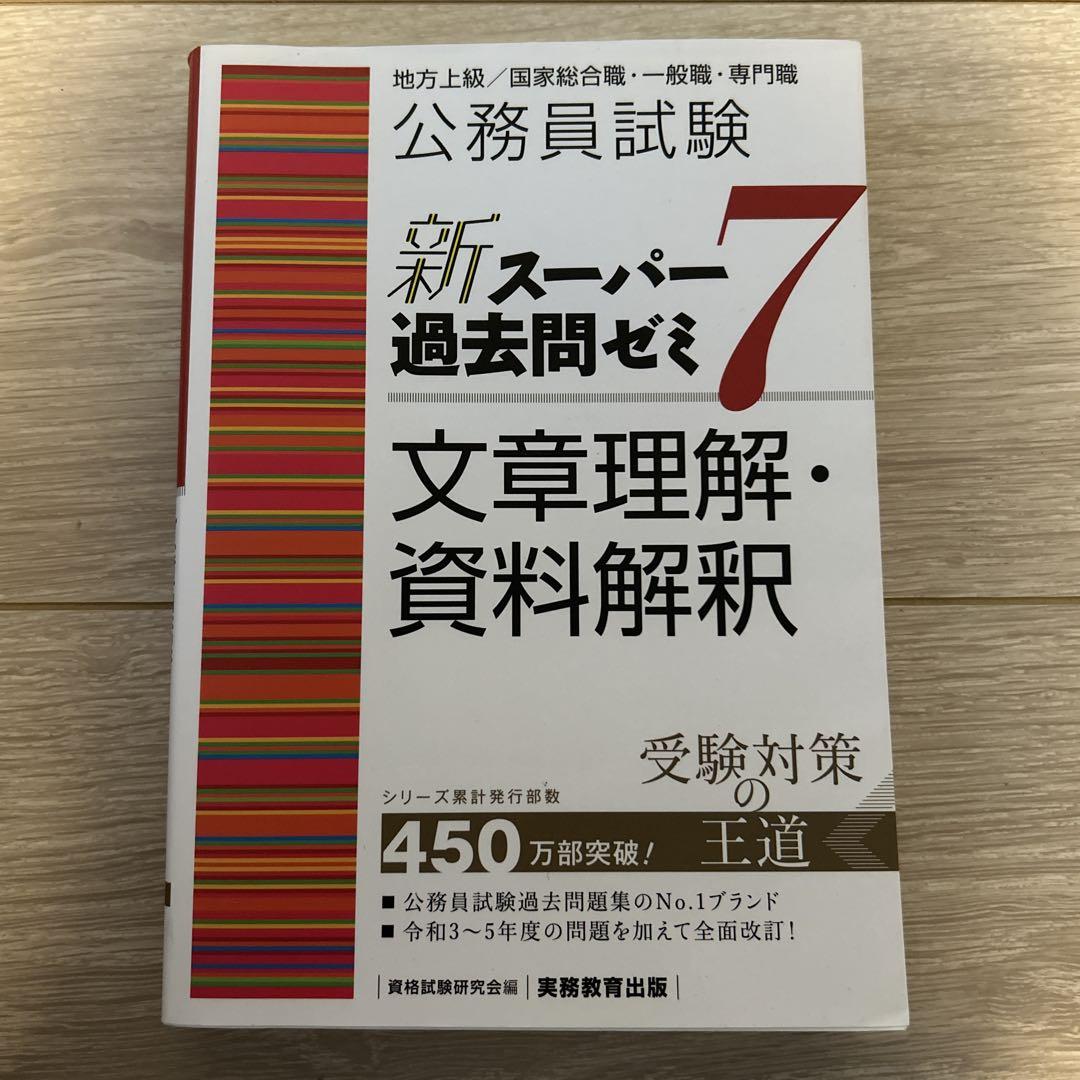 地方上級／国家総合職・一般職・専門職
公務員試験
新スーパー
過去問ゼミ7
文章理解・
資料解釈
受験対策
の
王道
シリーズ累計発行部数
450万部突破！
■ 公務員試験過去問題集のNo.1ブランド
■ 令和3～5年度の問題を加えて全面改訂！
資格試験研究会編｜実務教育出版